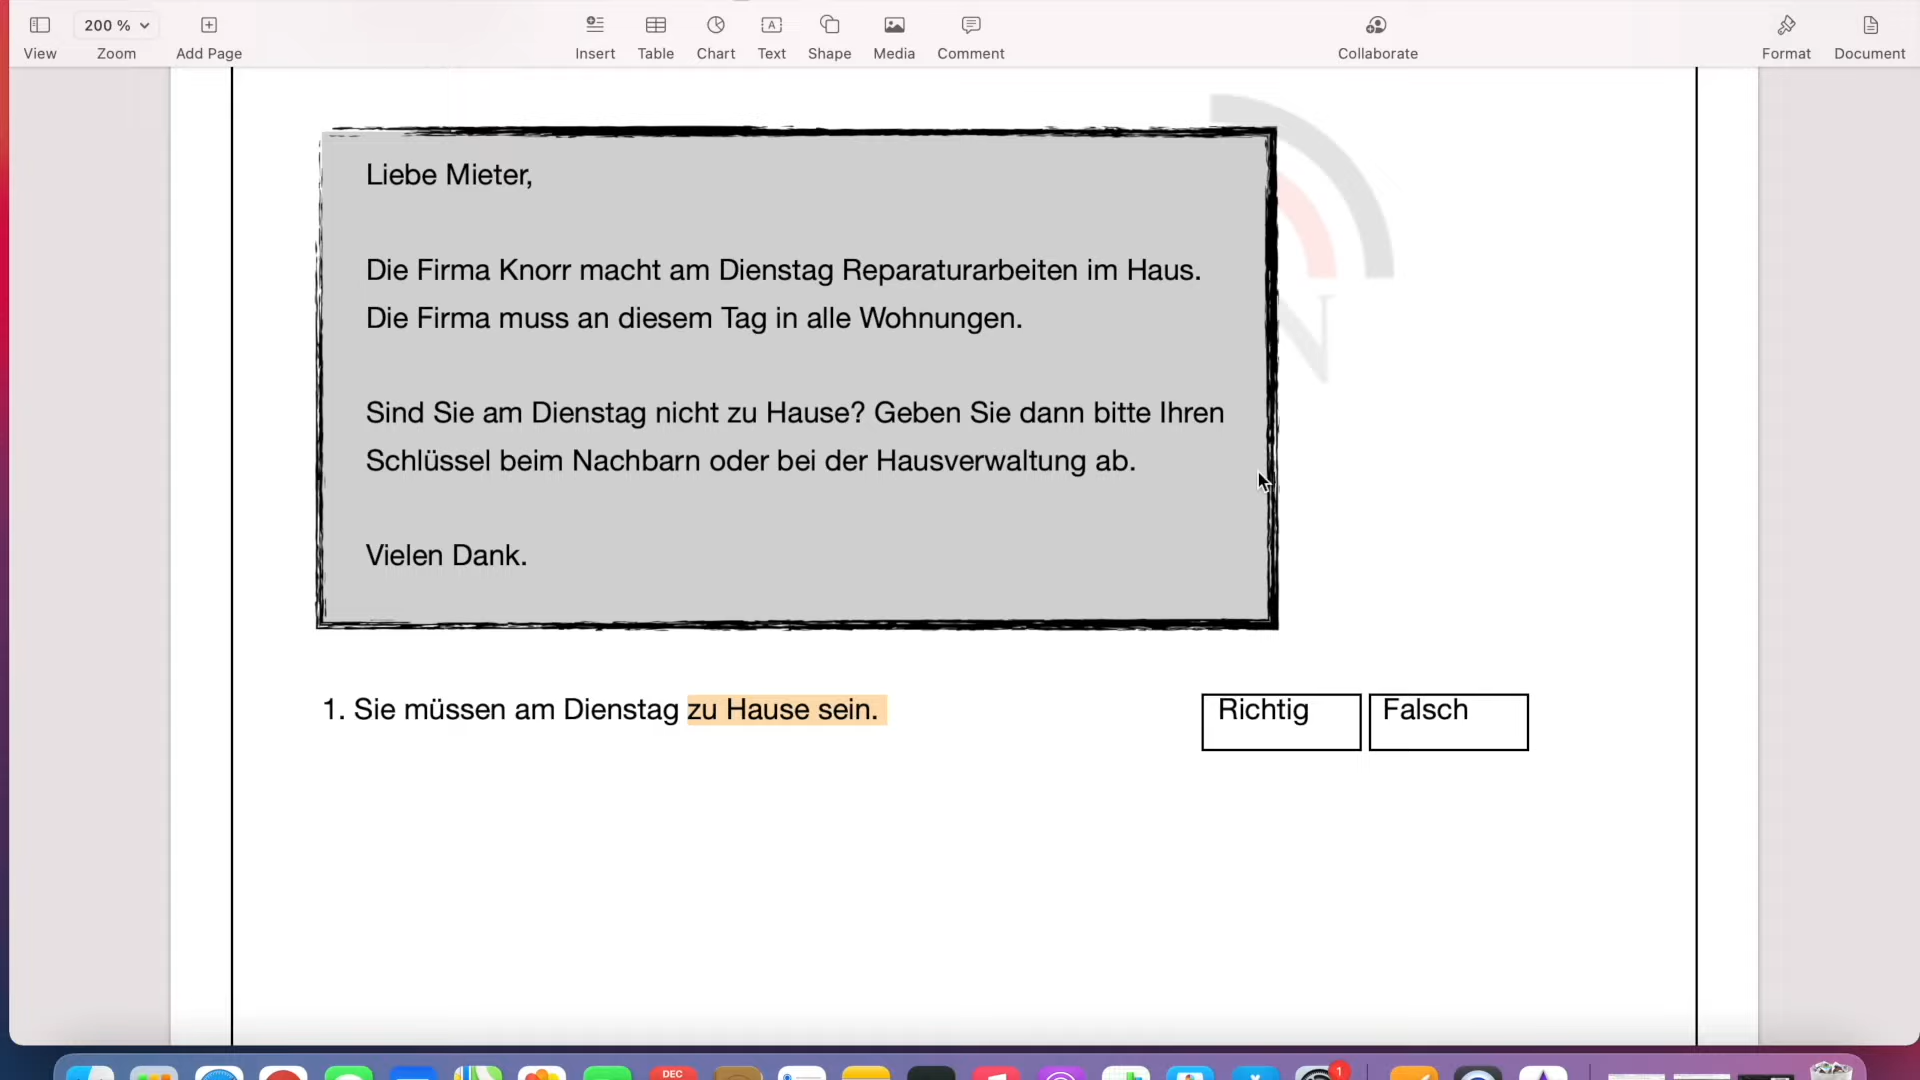 200 %
View
Zoom
Add Page
Insert
Table
Chart
Text
Shape
Media
Comment
Collaborate
Format
Document
Liebe Mieter,
Die Firma Knorr macht am Dienstag Reparaturarbeiten im Haus.
Die Firma muss an diesem Tag in alle Wohnungen.
Sind Sie am Dienstag nicht zu Hause? Geben Sie dann bitte Ihren
Schlüssel beim Nachbarn oder bei der Hausverwaltung ab.
Vielen Dank.
N
1. Sie müssen am Dienstag zu Hause sein.
Richtig
Falsch
DEC
1